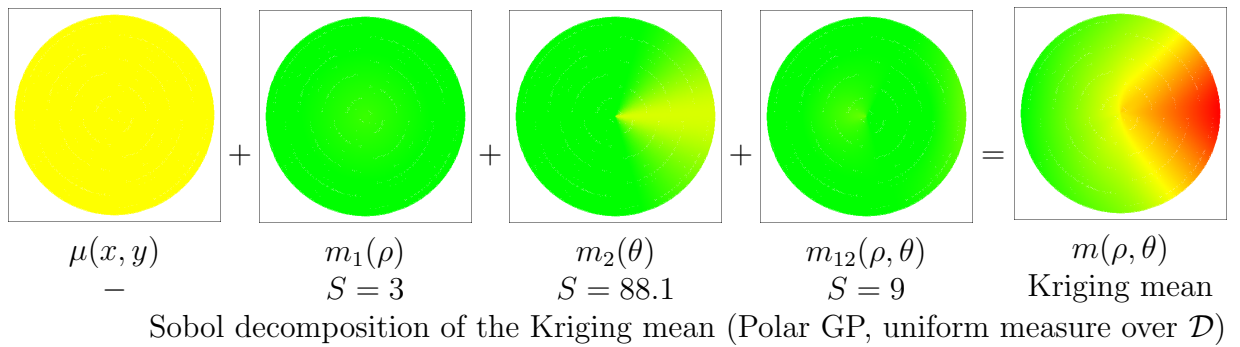 + + + =
μ(x, y) m₁(ρ) m₂(θ) m₁₂(ρ, θ) m(ρ, θ)
− S = 3 S = 88.1 S = 9 Kriging mean
Sobol decomposition of the Kriging mean (Polar GP, uniform measure over 𝒟)